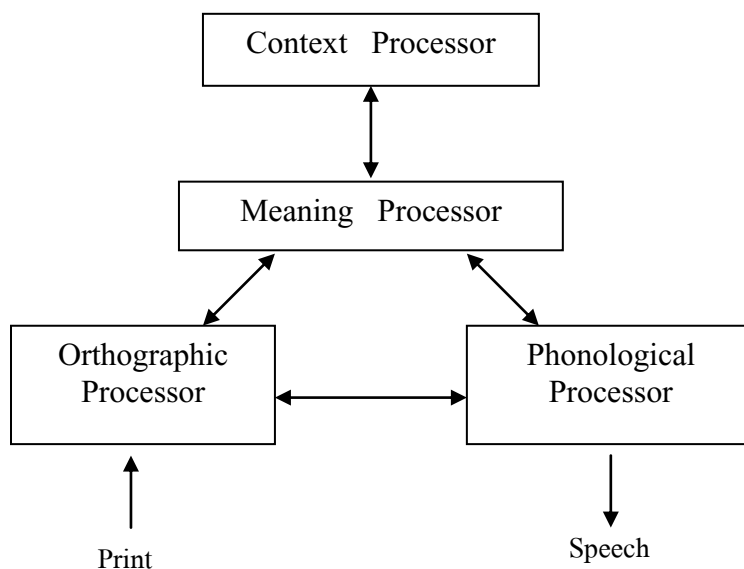 Context Processor
Meaning Processor
Orthographic
Processor
Phonological
Processor
Print
Speech